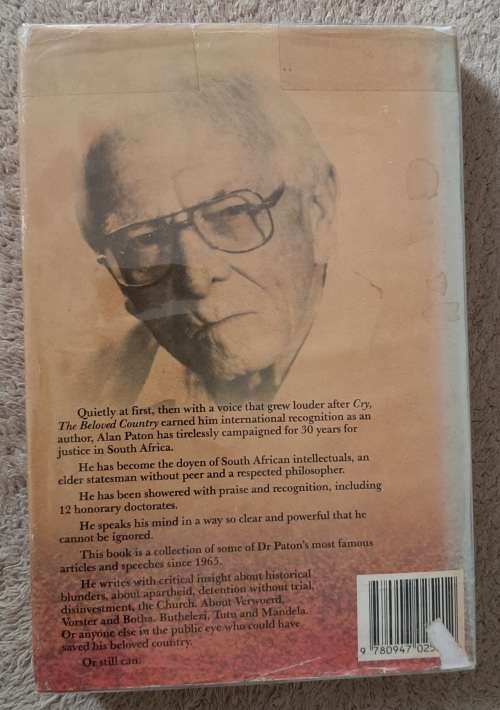 Quietly at first, then with a voice that grew louder after Cry,
The Beloved Country earned him international recognition as an
author, Alan Paton has tirelessly campaigned for 30 years for
justice in South Africa.
He has become the doyen of South African intellectuals, an
elder statesman without peer and a respected philosopher.
He has been showered with praise and recognition, including
12 honorary doctorates.
He speaks his mind in a way so clear and powerful that he
cannot be ignored.
This book is a collection of some of Dr Paton's most famous
articles and speeches since 1965.
He writes with critical insight about historical
blunders, about apartheid, detention without trial,
disinvestment, the Church. About Verwoerd,
Vorster and Botha. Buthelezi, Tutu and Mandela.
Or anyone else in the public eye who could have
saved his beloved country.
Or still can.
9 780947 02